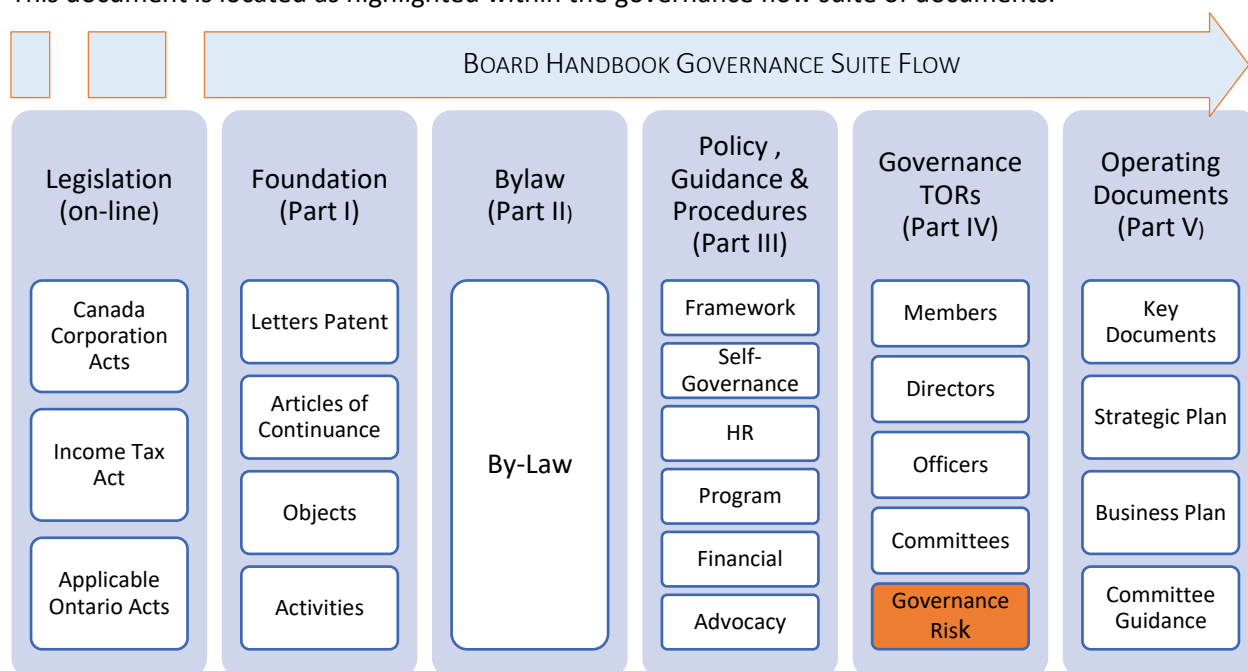 This document is located as highlighted within the governance flow suite of documents.
BOARD HANDBOOK GOVERNANCE SUITE FLOW
Legislation
(on-line)
Canada
Corporation
Acts
Income Tax
Act
Applicable
Ontario Acts
Foundation
(Part I)
Letters Patent
Articles of
Continuance
Objects
Activities
Bylaw
(Part II)
By-Law
Policy ,
Guidance &
Procedures
(Part III)
Framework
Self-
Governance
HR
Program
Financial
Advocacy
Governance
TORs
(Part IV)
Members
Directors
Officers
Committees
Governance
Risk
Operating
Documents
(Part V)
Key
Documents
Strategic Plan
Business Plan
Committee
Guidance